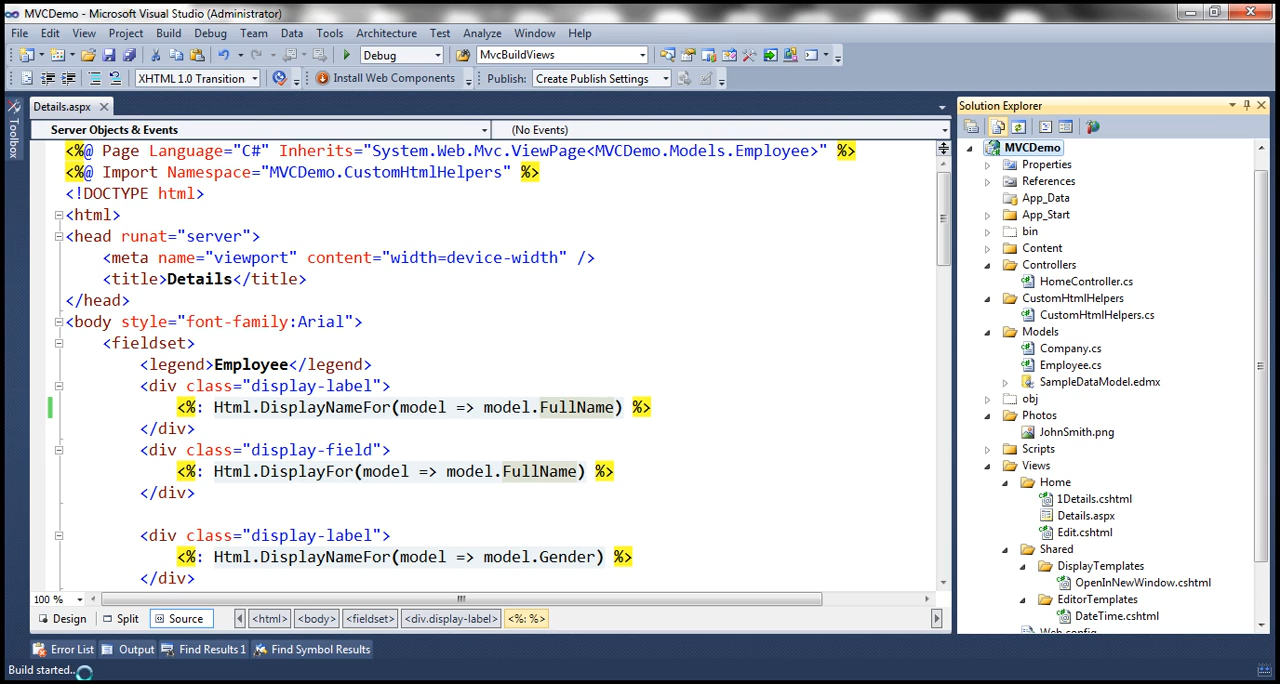 MVCDemo - Microsoft Visual Studio (Administrator)
File Edit View Project Build Debug Team Data Tools Architecture Test Analyze Window Help
Debug MvcBuildViews
XHTML 1.0 Transition Install Web Components Publish: Create Publish Settings
Toolbox
Details.aspx
Server Objects & Events (No Events)
<%@ Page Language="C#" Inherits="System.Web.Mvc.ViewPage<MVCDemo.Models.Employee>" %>
<%@ Import Namespace="MVCDemo.CustomHtmlHelpers" %>
<!DOCTYPE html>
<html>
<head runat="server">
<meta name="viewport" content="width=device-width" />
<title>Details</title>
</head>
<body style="font-family:Arial">
<fieldset>
<legend>Employee</legend>
<div class="display-label">
<%: Html.DisplayNameFor(model => model.FullName) %>
</div>
<div class="display-field">
<%: Html.DisplayFor(model => model.FullName) %>
</div>
<div class="display-label">
<%: Html.DisplayNameFor(model => model.Gender) %>
</div>
100 %
Design Split Source <html> <body> <fieldset> <div.display-label> <%: %>
Solution Explorer
MVCDemo
Properties
References
App_Data
App_Start
bin
Content
Controllers
HomeController.cs
CustomHtmlHelpers
CustomHtmlHelpers.cs
Models
Company.cs
Employee.cs
SampleDataModel.edmx
obj
Photos
JohnSmith.png
Scripts
Views
Home
1Details.cshtml
Details.aspx
Edit.cshtml
Shared
DisplayTemplates
OpenInNewWindow.cshtml
EditorTemplates
DateTime.cshtml
Web.config
Error List Output Find Results 1 Find Symbol Results
Build started...